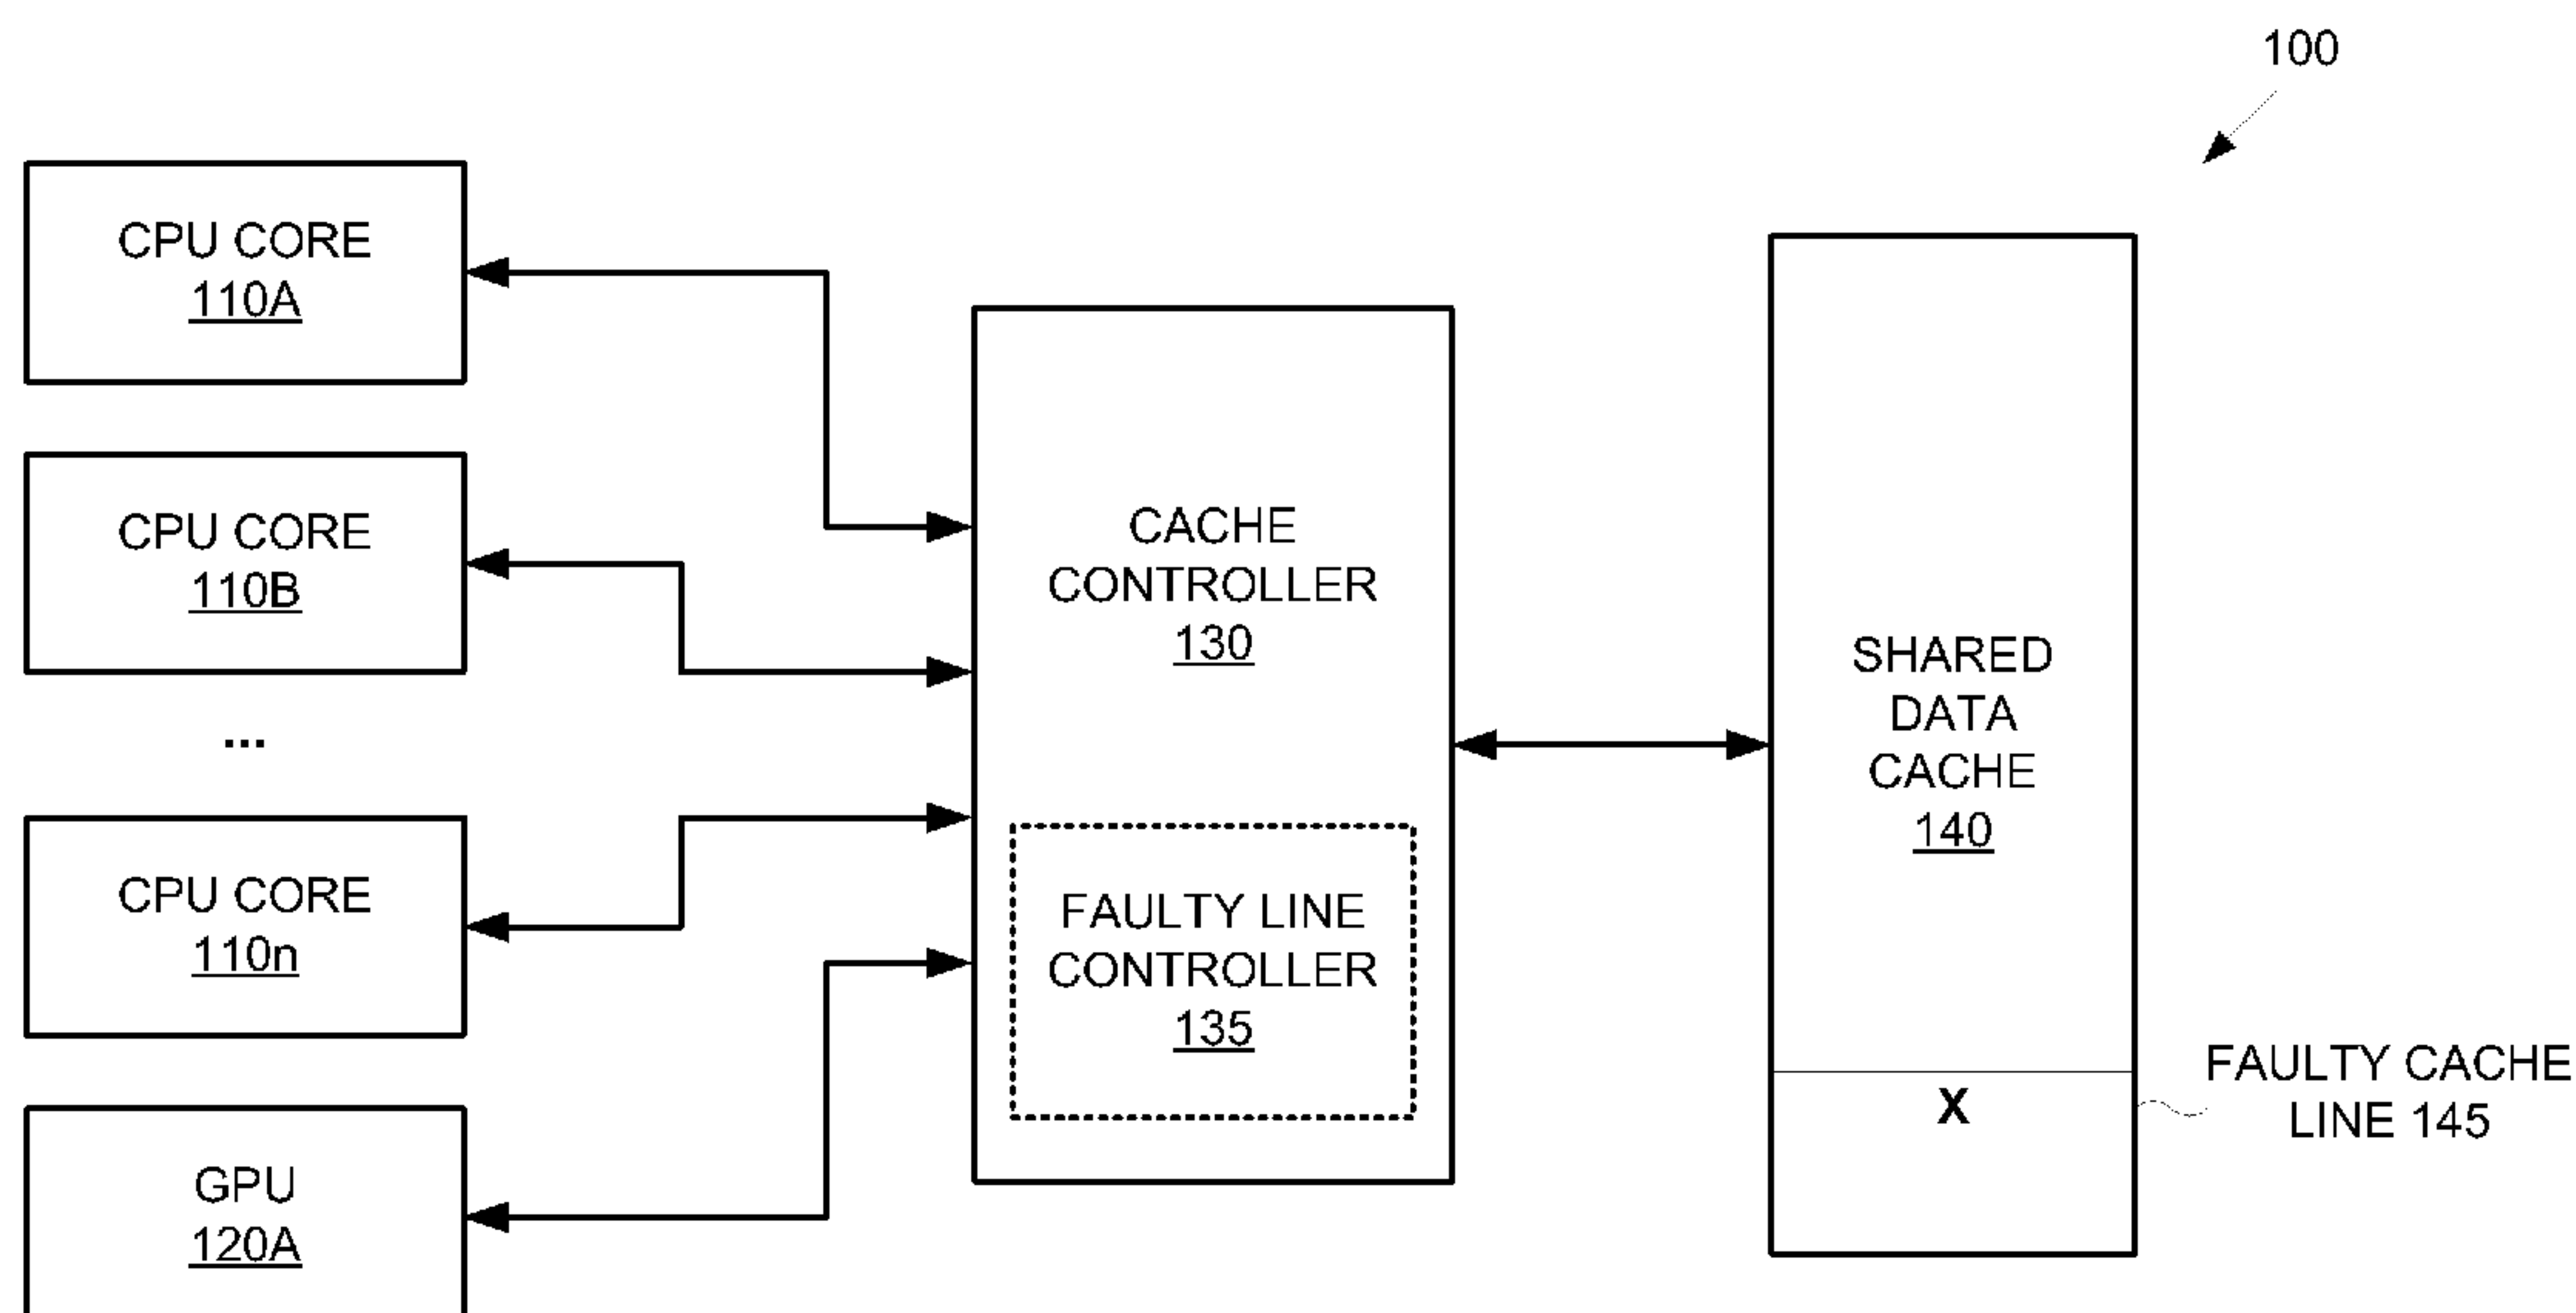 100
CPU CORE
110A
CPU CORE
110B
...
CPU CORE
110n
GPU
120A
CACHE
CONTROLLER
130
FAULTY LINE
CONTROLLER
135
SHARED
DATA
CACHE
140
X
FAULTY CACHE
LINE 145